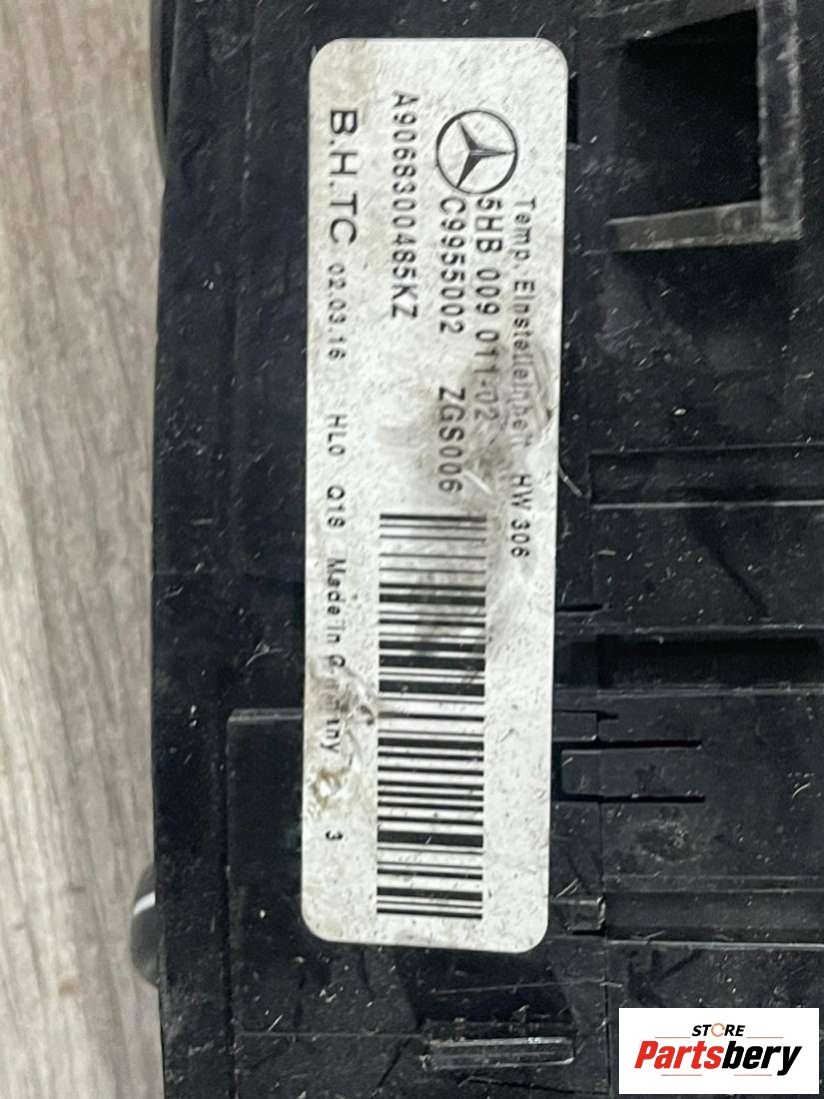 Temp. Einstelleinheit HW 306
5HB 009 011-02
C9955002 ZGS006
A9068300485KZ
B.H.TC 02.03.16 HL0 Q18 Made in Germany 3
STORE
Partsbery